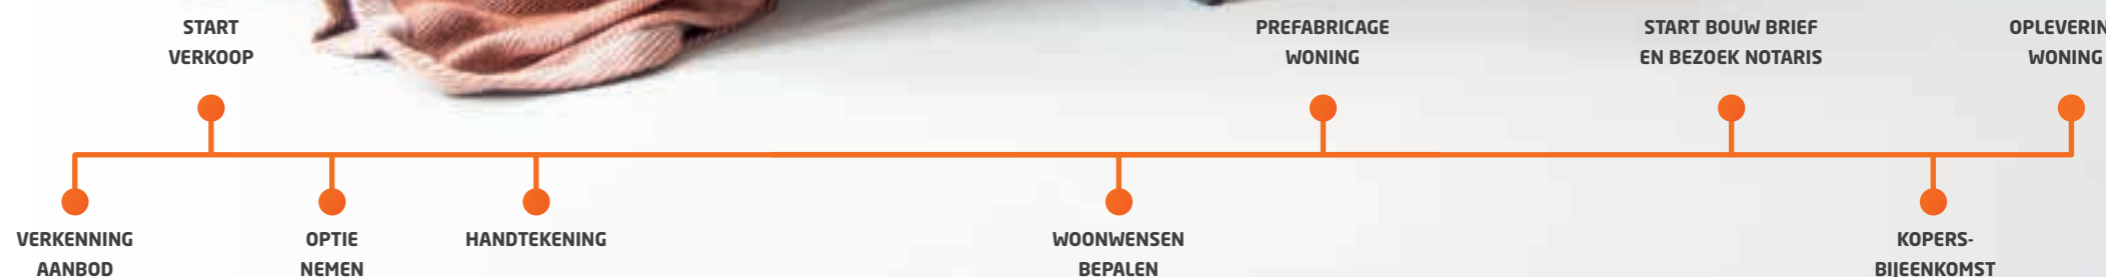 START
VERKOOP
PREFABRICAGE
WONING
START BOUW BRIEF
EN BEZOEK NOTARIS
OPLEVERIN
WONING
VERKENNING
AANBOD
OPTIE
NEMEN
HANDTEKENING
WOONWENSEN
BEPALEN
KOPERS-
BIJEENKOMST